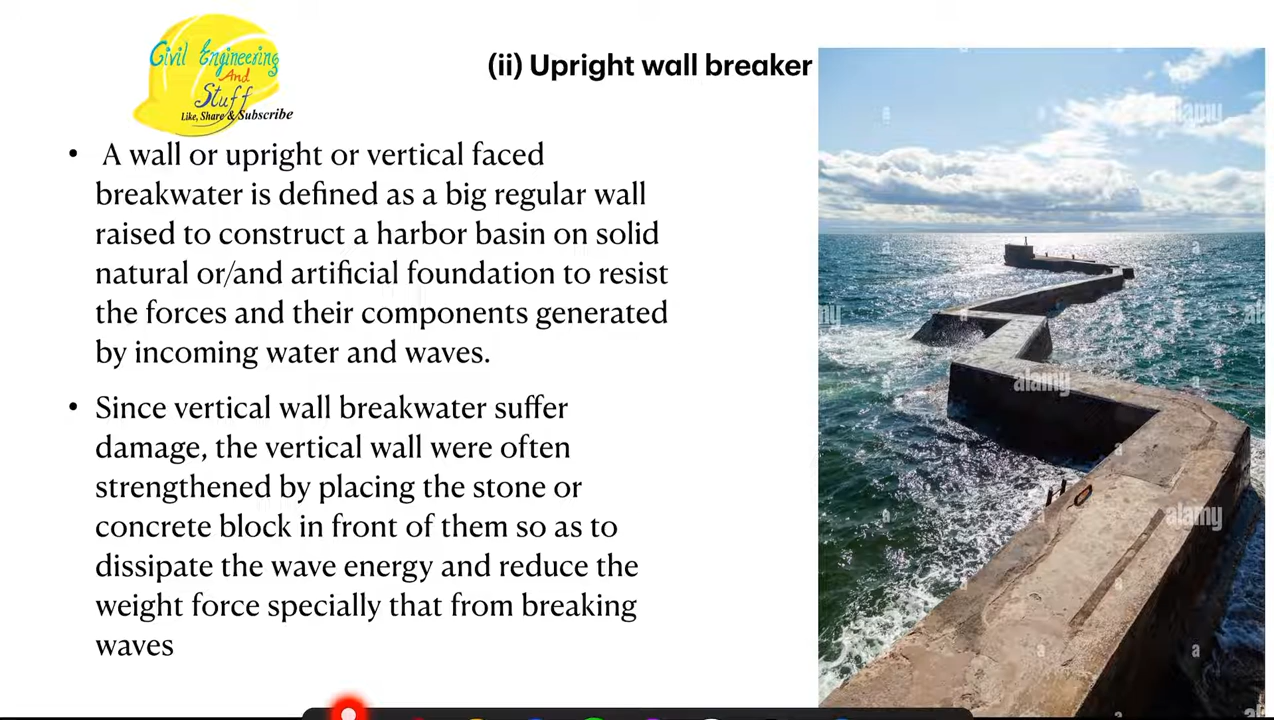 Civil Engineering
And
Stuff
Like, Share & Subscribe
(ii) Upright wall breaker
• A wall or upright or vertical faced
breakwater is defined as a big regular wall
raised to construct a harbor basin on solid
natural or/and artificial foundation to resist
the forces and their components generated
by incoming water and waves.
• Since vertical wall breakwater suffer
damage, the vertical wall were often
strengthened by placing the stone or
concrete block in front of them so as to
dissipate the wave energy and reduce the
weight force specially that from breaking
waves
alamy
alamy
alamy